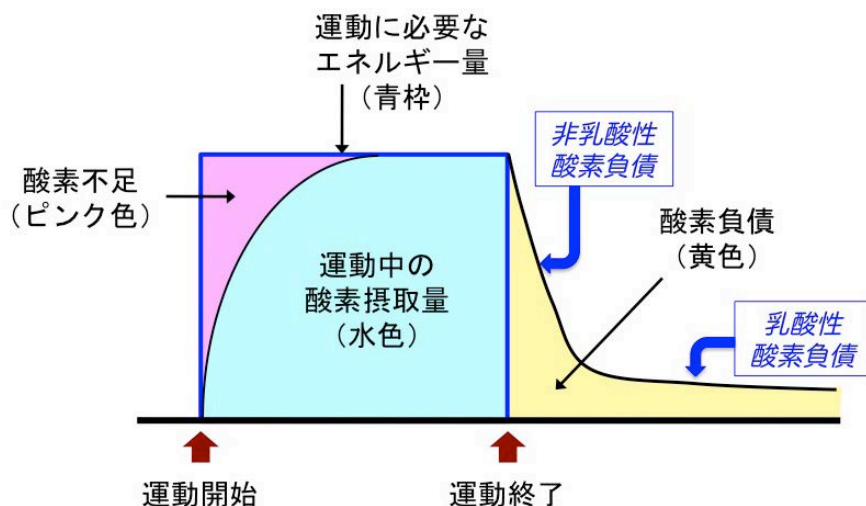 運動に必要な
エネルギー量
(青枠)
非乳酸性
酸素負債
酸素不足
(ピンク色)
酸素負債
(黄色)
運動中の
酸素摂取量
(水色)
乳酸性
酸素負債
運動開始
運動終了